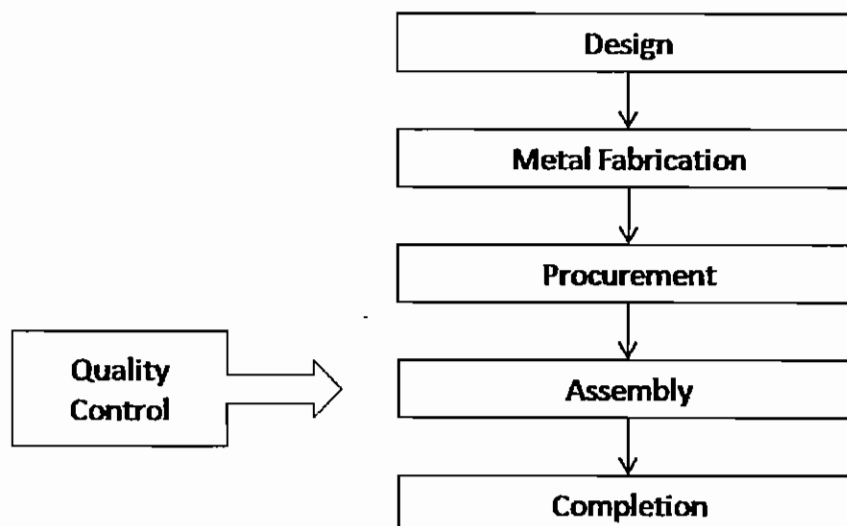 Design
Metal Fabrication
Procurement
Quality
Control
Assembly
Completion